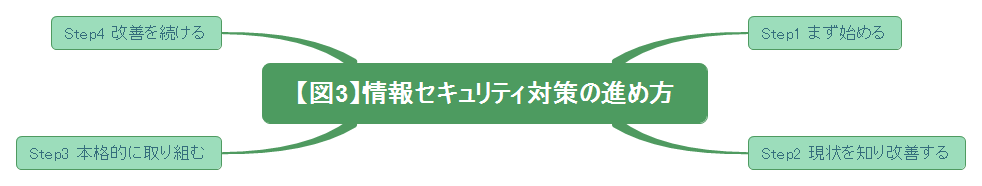 【図3】情報セキュリティ対策の進め方
Step1 まず始める
Step2 現状を知り改善する
Step3 本格的に取り組む
Step4 改善を続ける